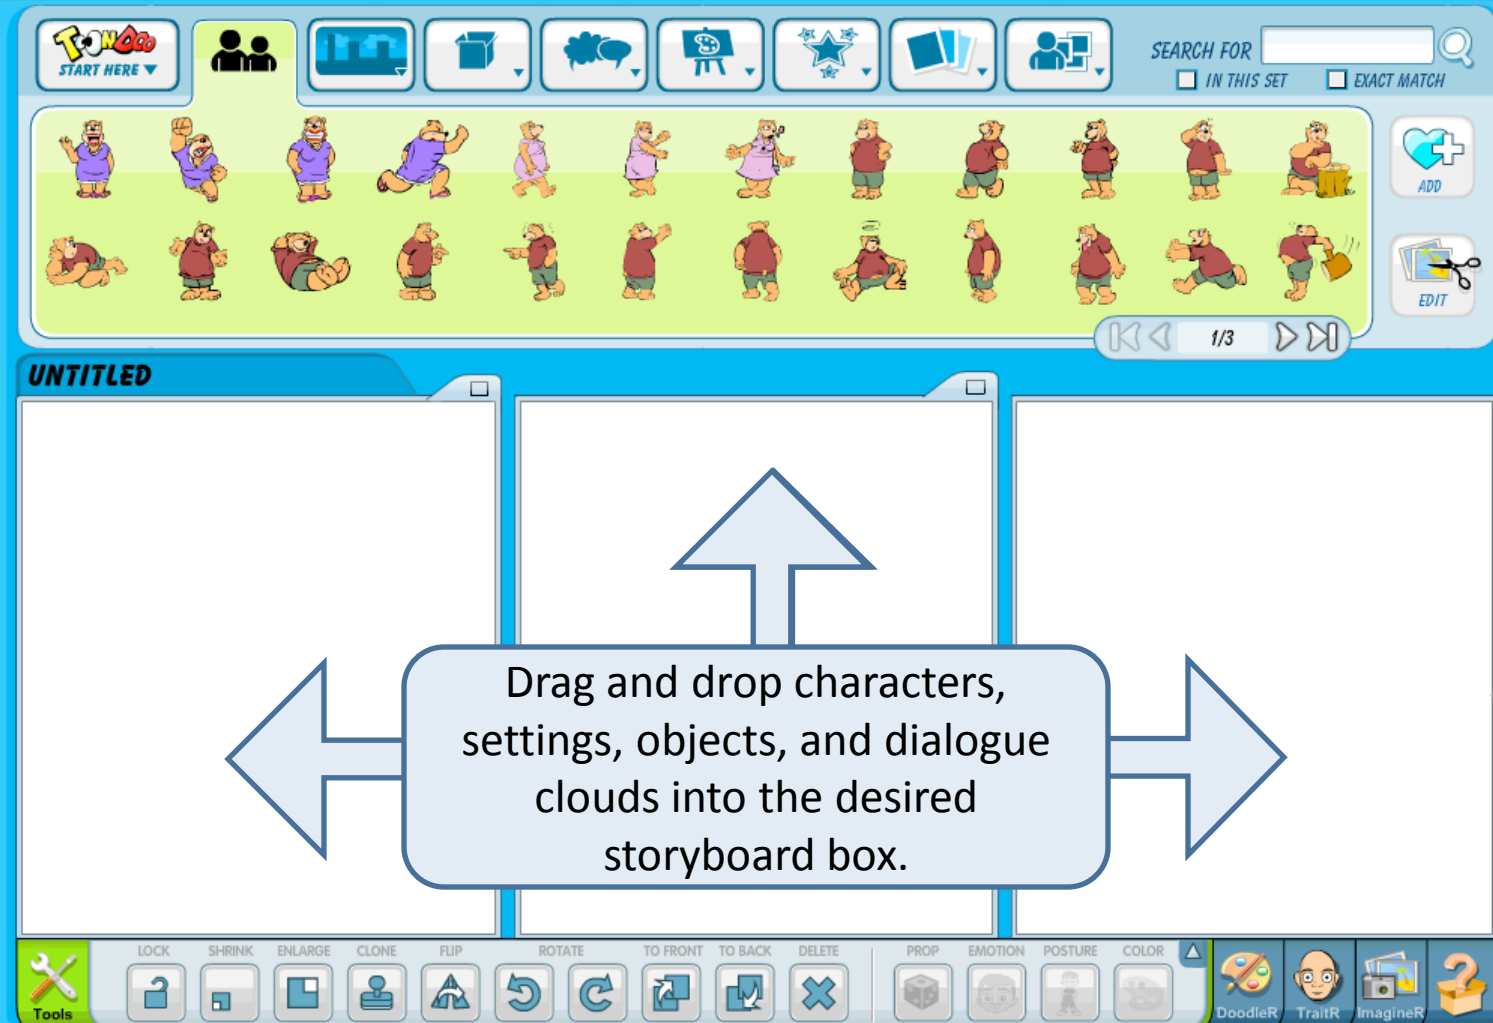 TOONDOO
START HERE
SEARCH FOR
IN THIS SET
EXACT MATCH
ADD
EDIT
1/3
UNTITLED
Drag and drop characters,
settings, objects, and dialogue
clouds into the desired
storyboard box.
LOCK SHRINK ENLARGE CLONE FLIP ROTATE TO FRONT TO BACK DELETE PROP EMOTION POSTURE COLOR
Tools DoodleR TraitR ImagineR